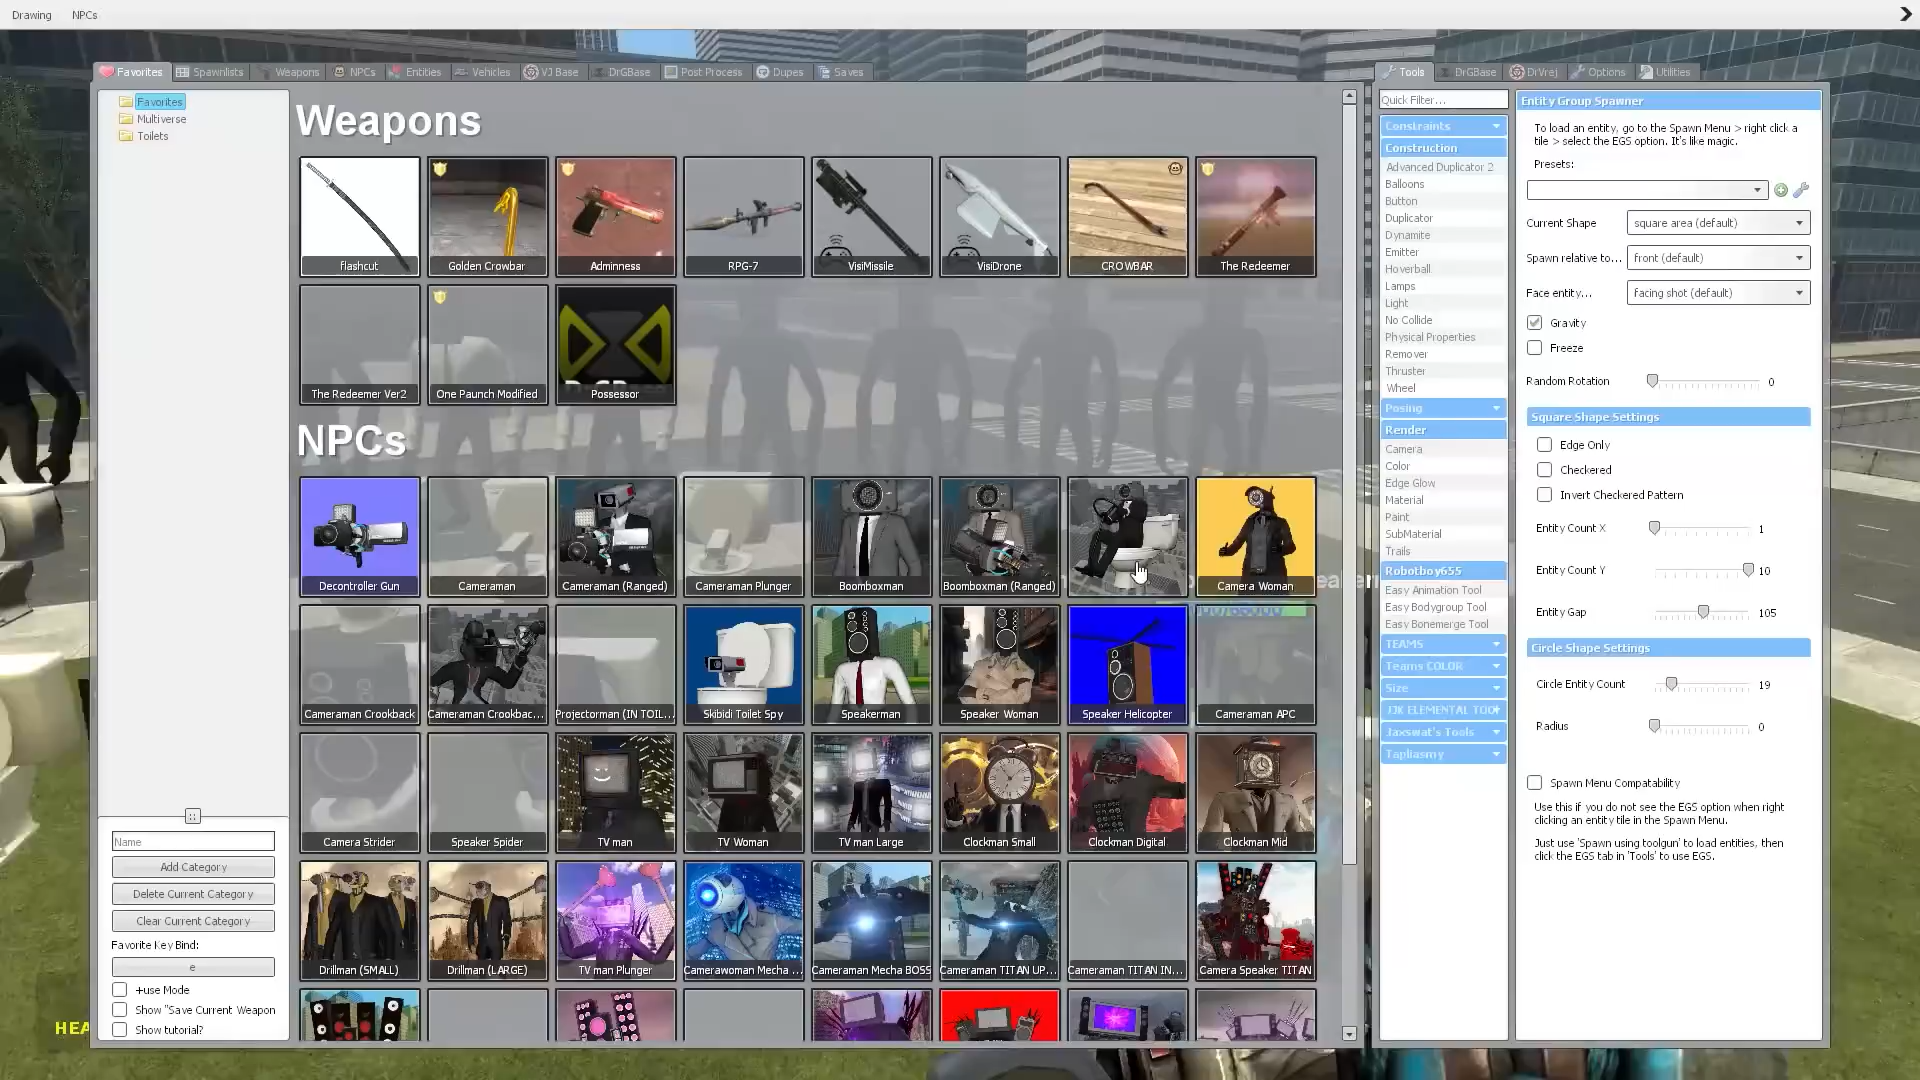 Drawing NPCs
Favorites Spawnlists Weapons NPCs Entities Vehicles VJ Base DrGBase Post Process Dupes Saves
Tools DrGBase DrVrej Options Utilities
Favorites
Multiverse
Toilets
Name
Add Category
Delete Current Category
Clear Current Category
Favorite Key Bind:
e
+use Mode
Show "Save Current Weapon
Show tutorial?
HEA
Weapons
flashcut Golden Crowbar Adminness RPG-7 VisiMissile VisiDrone CROWBAR The Redeemer
The Redeemer Ver2 One Paunch Modified Possessor
NPCs
Decontroller Gun Cameraman Cameraman (Ranged) Cameraman Plunger Boomboxman Boomboxman (Ranged) Camera Woman
Cameraman Crookback Cameraman Crookbac... Projectorman (IN TOIL... Skibidi Toilet Spy Speakerman Speaker Woman Speaker Helicopter Cameraman APC
Camera Strider Speaker Spider TV man TV Woman TV man Large Clockman Small Clockman Digital Clockman Mid
Drillman (SMALL) Drillman (LARGE) TV man Plunger Camerawoman Mecha ... Cameraman Mecha BOSS Cameraman TITAN UP... Cameraman TITAN IN... Camera Speaker TITAN
Quick Filter...
Constraints
Construction
Advanced Duplicator 2
Balloons
Button
Duplicator
Dynamite
Emitter
Hoverball
Lamps
Light
No Collide
Physical Properties
Remover
Thruster
Wheel
Posing
Render
Camera
Color
Edge Glow
Material
Paint
SubMaterial
Trails
Robotboy655
Easy Animation Tool
Easy Bodygroup Tool
Easy Bonemerge Tool
TEAMS
Teams COLOR
Size
JJK ELEMENTAL TOO
Jaxswat's Tools
Tapliasmy
Entity Group Spawner
To load an entity, go to the Spawn Menu > right click a
tile > select the EGS option. It's like magic.
Presets:
Current Shape square area (default)
Spawn relative to... front (default)
Face entity... facing shot (default)
Gravity
Freeze
Random Rotation 0
Square Shape Settings
Edge Only
Checkered
Invert Checkered Pattern
Entity Count X 1
Entity Count Y 10
Entity Gap 105
Circle Shape Settings
Circle Entity Count 19
Radius 0
Spawn Menu Compatability
Use this if you do not see the EGS option when right
clicking an entity tile in the Spawn Menu.
Just use 'Spawn using toolgun' to load entities, then
click the EGS tab in 'Tools' to use EGS.